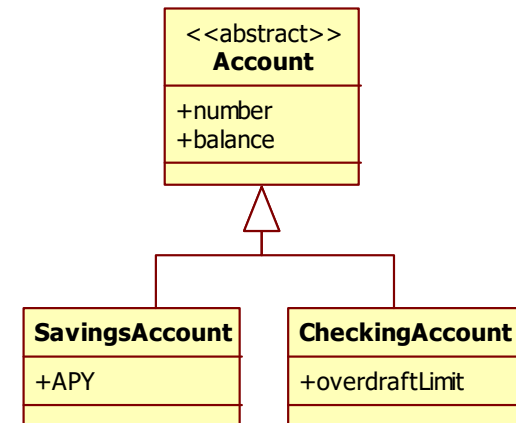 <<abstract>>
Account
+number
+balance
SavingsAccount
CheckingAccount
+APY
+overdraftLimit